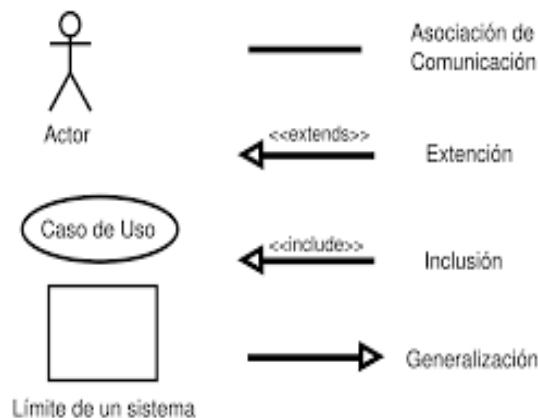 Actor
Caso de Uso
Límite de un sistema
Asociación de
Comunicación
<<extends>>
Extención
<<include>>
Inclusión
Generalización